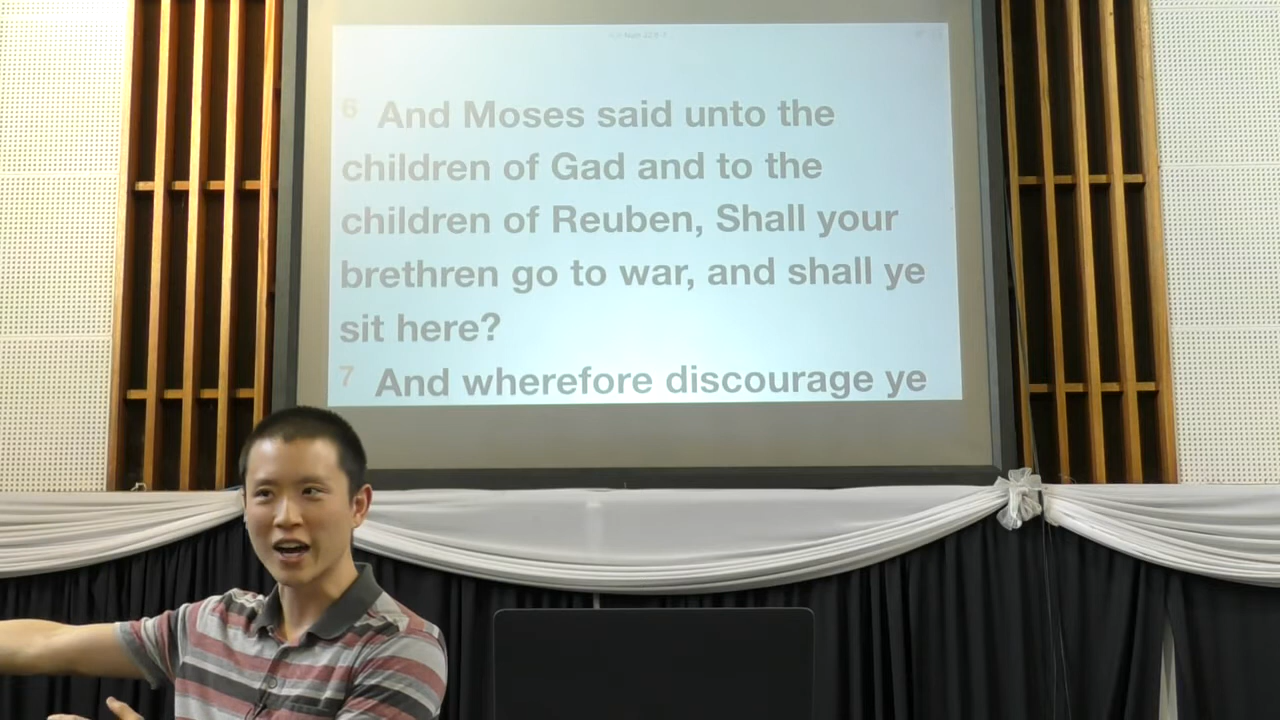 6 And Moses said unto the
children of Gad and to the
children of Reuben, Shall your
brethren go to war, and shall ye
sit here?
7 And wherefore discourage ye